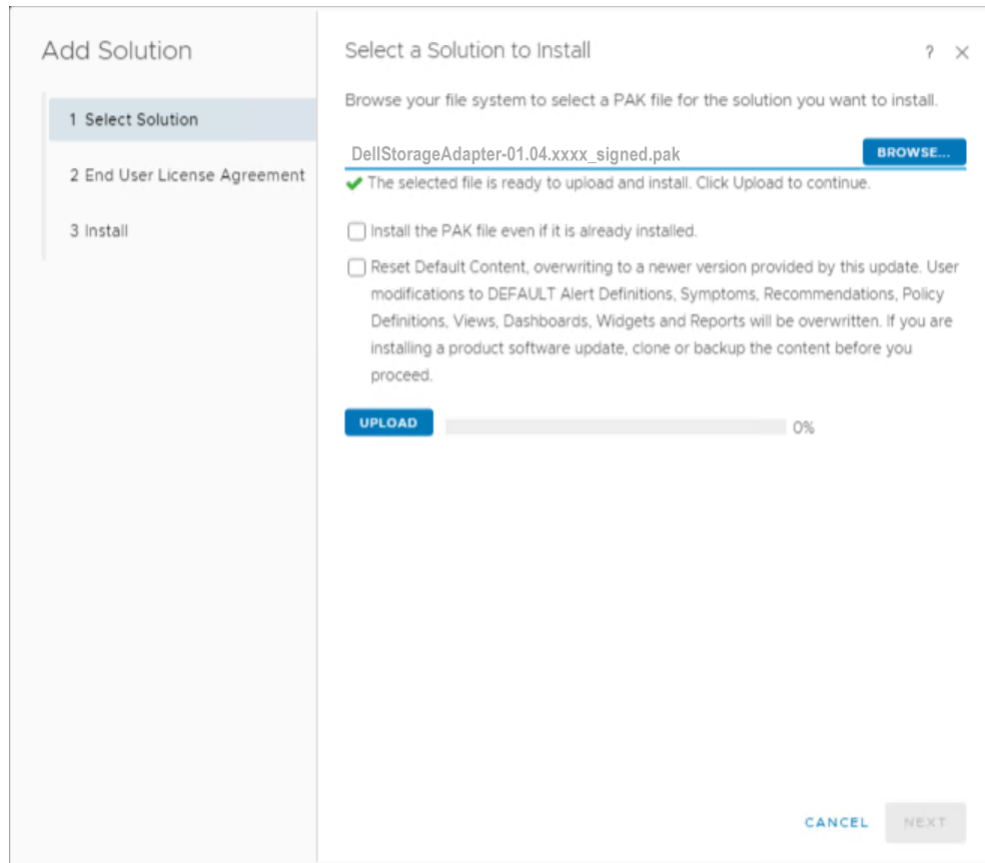 Add Solution
1 Select Solution
2 End User License Agreement
3 Install
Select a Solution to Install
?
Browse your file system to select a PAK file for the solution you want to install.
DellStorageAdapter-01.04.xxxx_signed.pak
BROWSE...
The selected file is ready to upload and install. Click Upload to continue.
Install the PAK file even if it is already installed.
Reset Default Content, overwriting to a newer version provided by this update. User
modifications to DEFAULT Alert Definitions, Symptoms, Recommendations, Policy
Definitions, Views, Dashboards, Widgets and Reports will be overwritten. If you are
installing a product software update, clone or backup the content before you
proceed.
UPLOAD
0%
CANCEL
NEXT